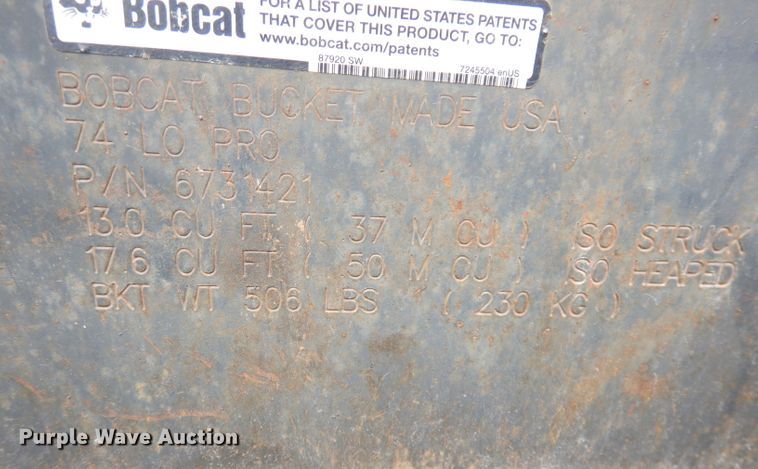 Bobcat
FOR A LIST OF UNITED STATES PATENTS
THAT COVER THIS PRODUCT, GO TO:
www.bobcat.com/patents
87920 SW
7245504 enUS
BOBCAT BUCKET MADE USA
74 LO PRO
P/N 6731421
13.0 CU FT ( .37 M CU ) ISO STRUCK
17.6 CU FT ( .50 M CU ) ISO HEAPED
BKT WT 506 LBS ( 230 KG )
Purple Wave Auction